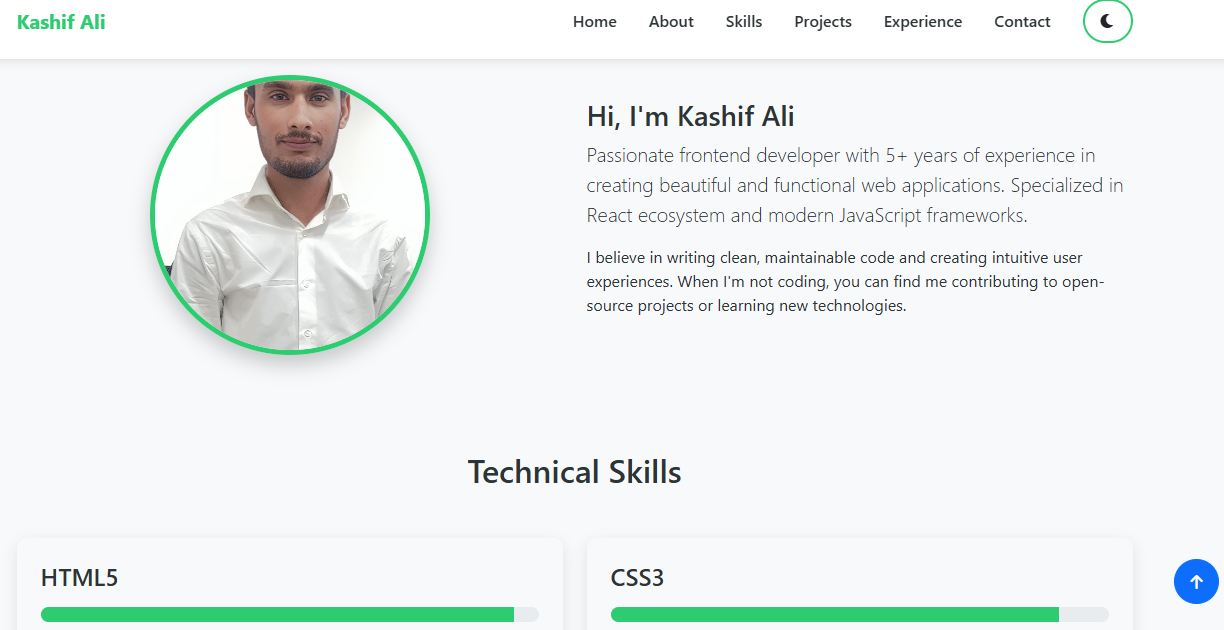 Kashif Ali
Home About Skills Projects Experience Contact
Hi, I'm Kashif Ali
Passionate frontend developer with 5+ years of experience in
creating beautiful and functional web applications. Specialized in
React ecosystem and modern JavaScript frameworks.
I believe in writing clean, maintainable code and creating intuitive user
experiences. When I'm not coding, you can find me contributing to open-
source projects or learning new technologies.
Technical Skills
HTML5
CSS3